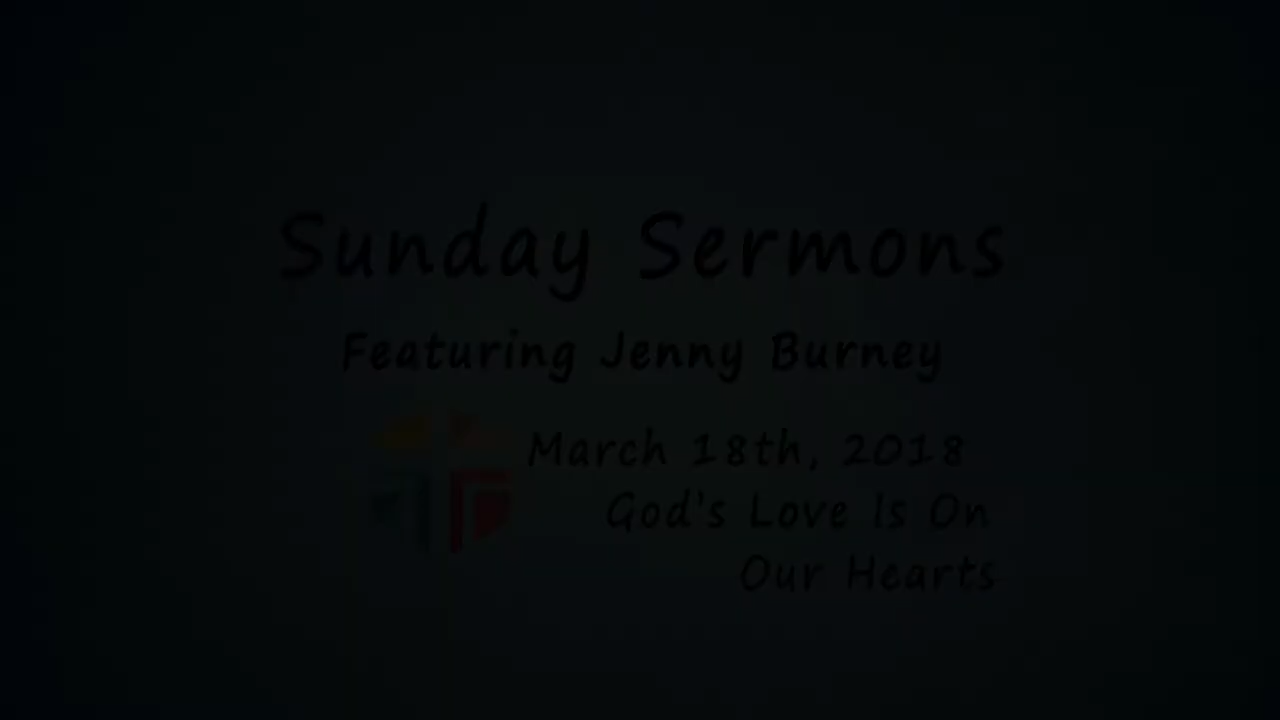 Sunday Sermons
Featuring Jenny Burney
March 18th, 2018
God's Love Is On
Our Hearts